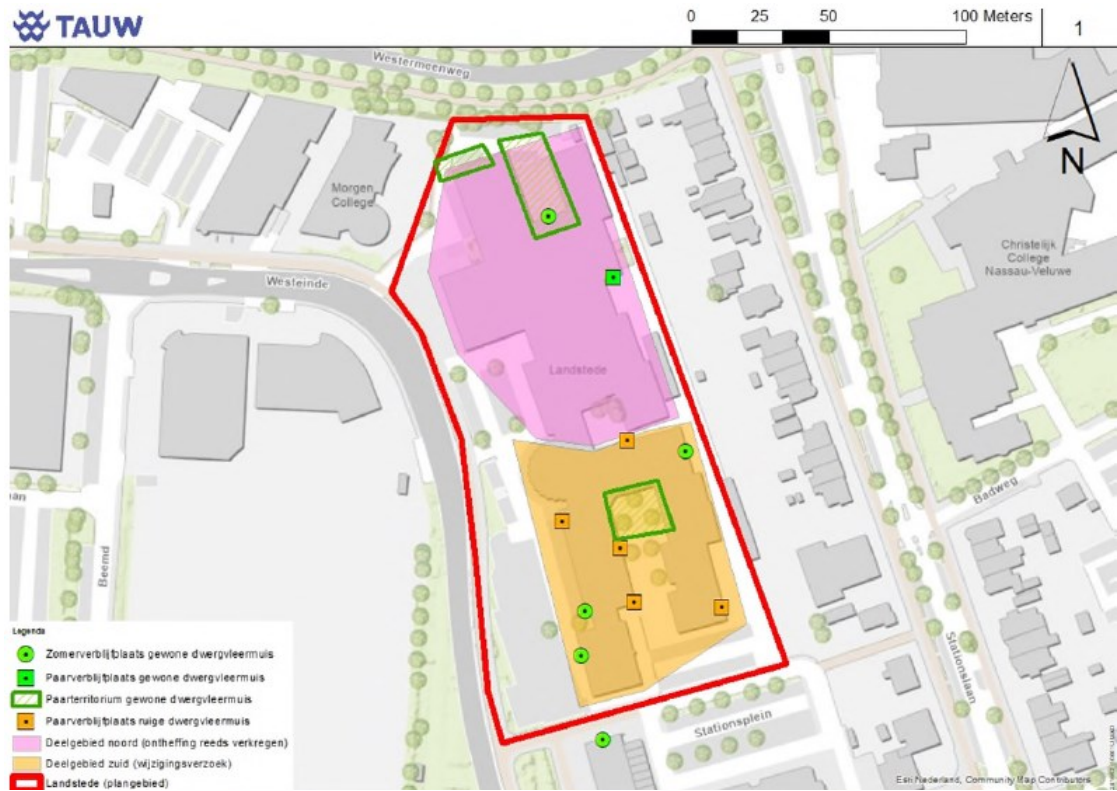 TAUW
0 25 50 100 Meters
1
Westermeenweg
N
Morgen
College
Christelijk
College
Nassau-Veluwe
Westeinde
Landstede
Badweg
Beemd
Stationslaan
Stationsplein
Legenda
Zomerverblijfplaats gewone dwergvleermuis
Paarverblijfplaats gewone dwergvleermuis
Paarterritorium gewone dwergvleermuis
Paarverblijfplaats ruige dwergvleermuis
Deelgebied noord (ontheffing reeds verkregen)
Deelgebied zuid (wijzigingsverzoek)
Landstede (plangebied)
Esri Nederland, Community Map Contributors